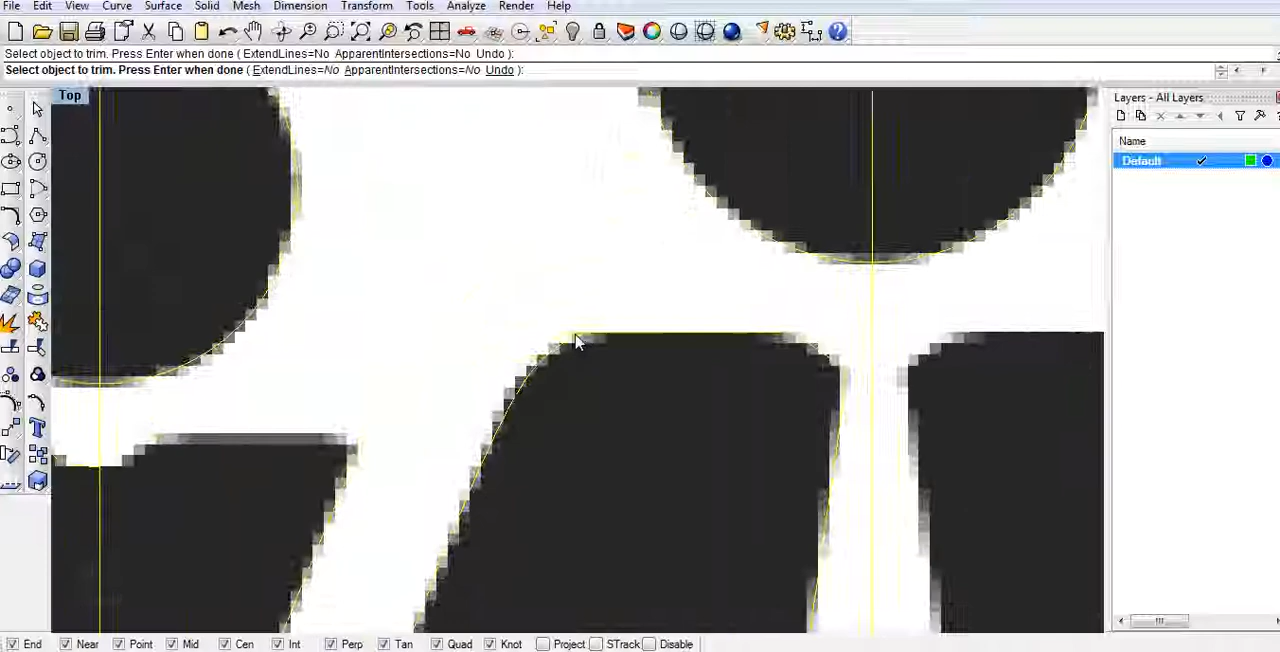 File Edit View Curve Surface Solid Mesh Dimension Transform Tools Analyze Render Help
Select object to trim. Press Enter when done ( ExtendLines=No ApparentIntersections=No Undo ):
Select object to trim. Press Enter when done ( ExtendLines=No ApparentIntersections=No Undo ):
Top
Layers - All Layers
Name
Default
End Near Point Mid Cen Int Perp Tan Quad Knot Project STrack Disable